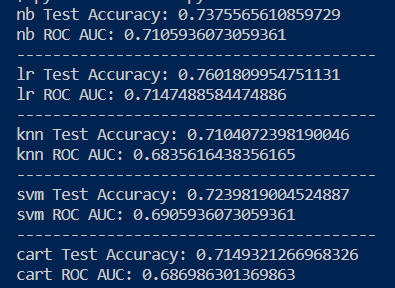 nb Test Accuracy: 0.7375565610859729
nb ROC AUC: 0.7105936073059361
------------------------------------
lr Test Accuracy: 0.7601809954751131
lr ROC AUC: 0.7147488584474886
------------------------------------
knn Test Accuracy: 0.7104072398190046
knn ROC AUC: 0.6835616438356165
------------------------------------
svm Test Accuracy: 0.7239819004524887
svm ROC AUC: 0.6905936073059361
------------------------------------
cart Test Accuracy: 0.7149321266968326
cart ROC AUC: 0.686986301369863